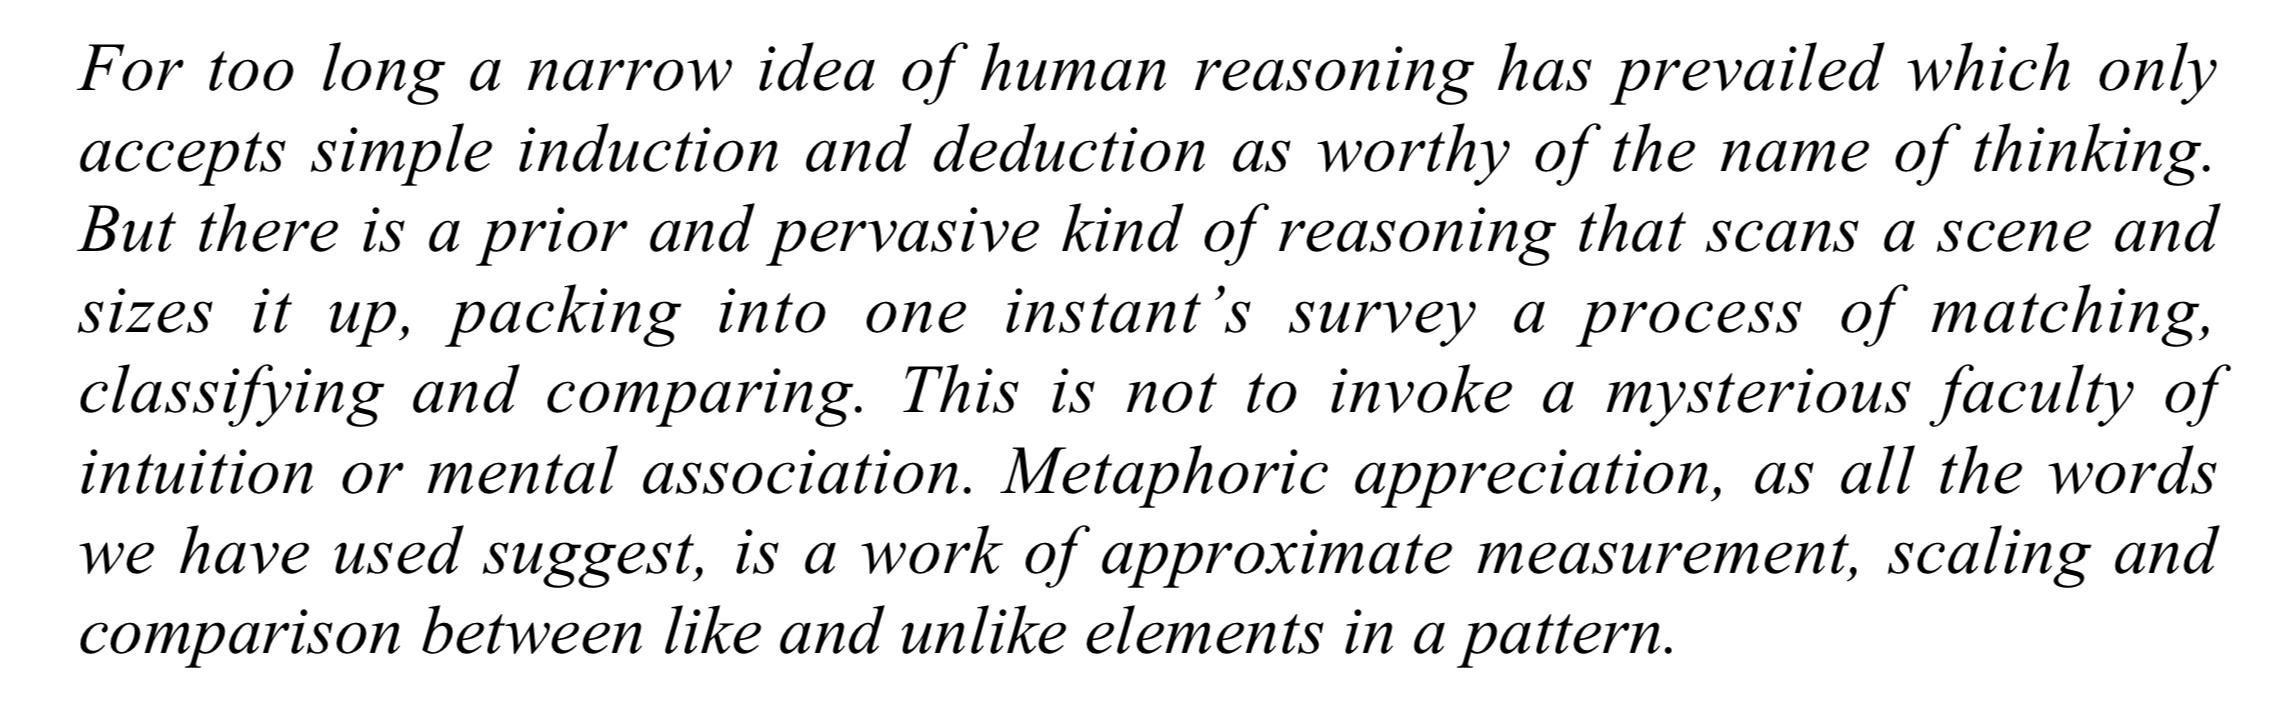 For too long a narrow idea of human reasoning has prevailed which only
accepts simple induction and deduction as worthy of the name of thinking.
But there is a prior and pervasive kind of reasoning that scans a scene and
sizes it up, packing into one instant’s survey a process of matching,
classifying and comparing. This is not to invoke a mysterious faculty of
intuition or mental association. Metaphoric appreciation, as all the words
we have used suggest, is a work of approximate measurement, scaling and
comparison between like and unlike elements in a pattern.